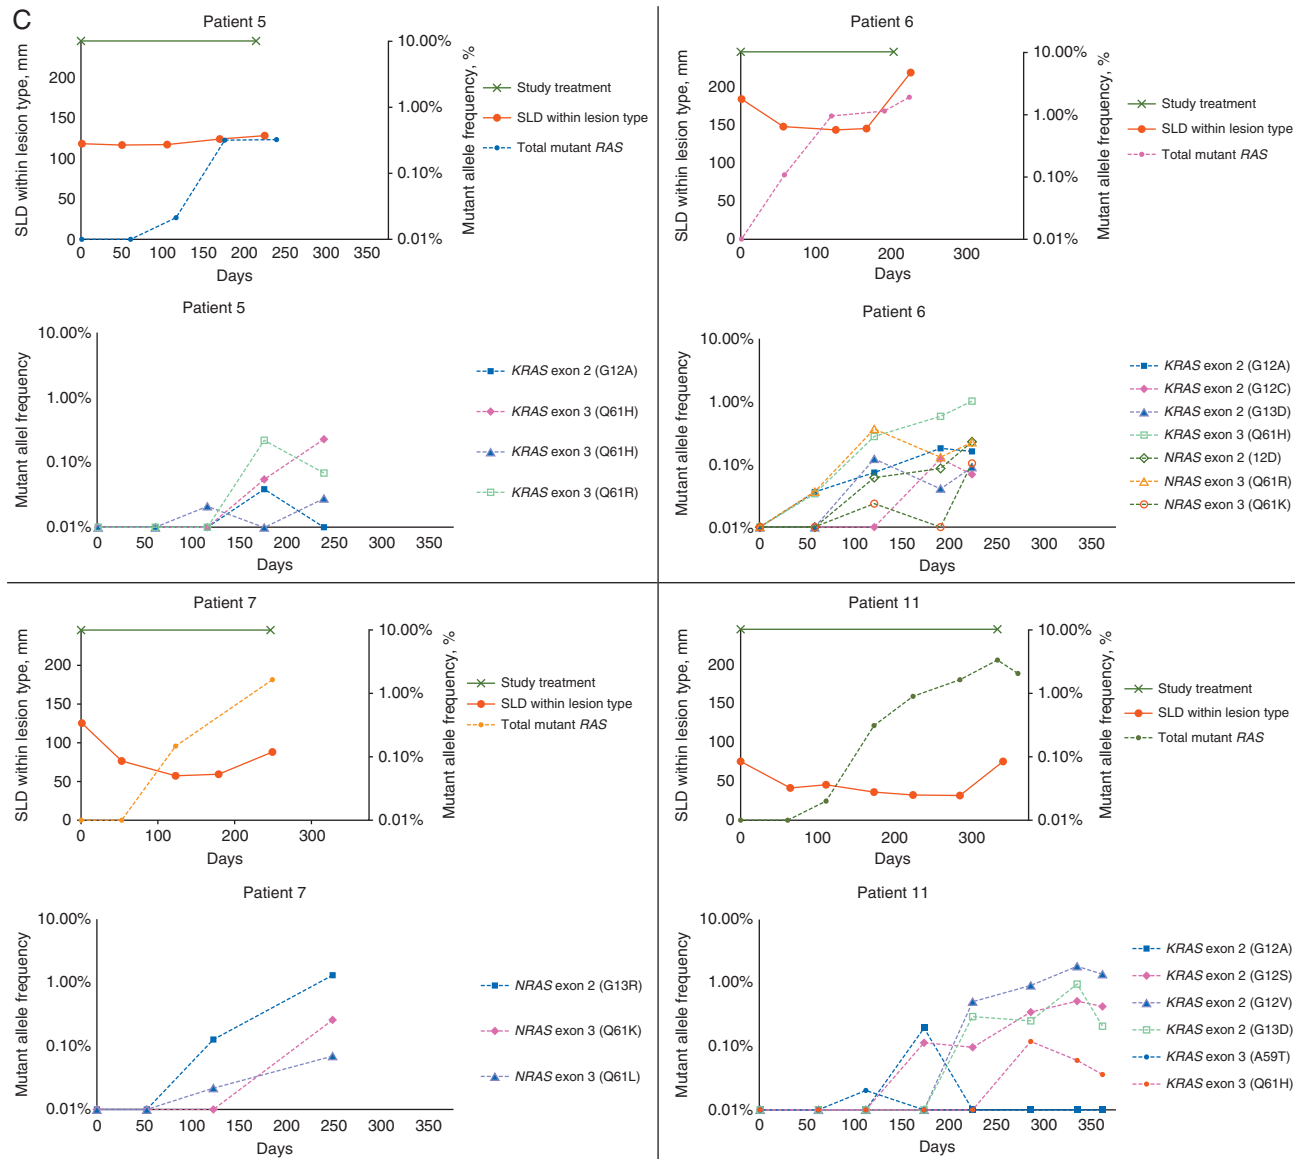 C
Patient 5
SLD within lesion type, mm
200
150
100
50
0
0 50 100 150 200 250 300 350
Days
10.00%
1.00%
0.10%
0.01%
Mutant allele frequency, %
Study treatment
SLD within lesion type
Total mutant RAS
Patient 5
Mutant allel frequency
10.00%
1.00%
0.10%
0.01%
0 50 100 150 200 250 300 350
Days
KRAS exon 2 (G12A)
KRAS exon 3 (Q61H)
KRAS exon 3 (Q61H)
KRAS exon 3 (Q61R)
Patient 6
SLD within lesion type, mm
200
150
100
50
0
0 100 200 300
Days
10.00%
1.00%
0.10%
0.01%
Mutant allele frequency, %
Study treatment
SLD within lesion type
Total mutant RAS
Patient 6
Mutant allele frequency
10.00%
1.00%
0.10%
0.01%
0 50 100 150 200 250 300 350
Days
KRAS exon 2 (G12A)
KRAS exon 2 (G12C)
KRAS exon 2 (G13D)
KRAS exon 3 (Q61H)
NRAS exon 2 (12D)
NRAS exon 3 (Q61R)
NRAS exon 3 (Q61K)
Patient 7
SLD within lesion type, mm
200
150
100
50
0
0 100 200 300
Days
10.00%
1.00%
0.10%
0.01%
Mutant allele frequency, %
Study treatment
SLD within lesion type
Total mutant RAS
Patient 7
Mutant allele frequency
10.00%
1.00%
0.10%
0.01%
0 50 100 150 200 250 300 350
Days
NRAS exon 2 (G13R)
NRAS exon 3 (Q61K)
NRAS exon 3 (Q61L)
Patient 11
SLD within lesion type, mm
200
150
100
50
0
0 100 200 300
Days
10.00%
1.00%
0.10%
0.01%
Mutant allele frequency, %
Study treatment
SLD within lesion type
Total mutant RAS
Patient 11
Mutant allele frequency
10.00%
1.00%
0.10%
0.01%
0 50 100 150 200 250 300 350
Days
KRAS exon 2 (G12A)
KRAS exon 2 (G12S)
KRAS exon 2 (G12V)
KRAS exon 2 (G13D)
KRAS exon 3 (A59T)
KRAS exon 3 (Q61H)